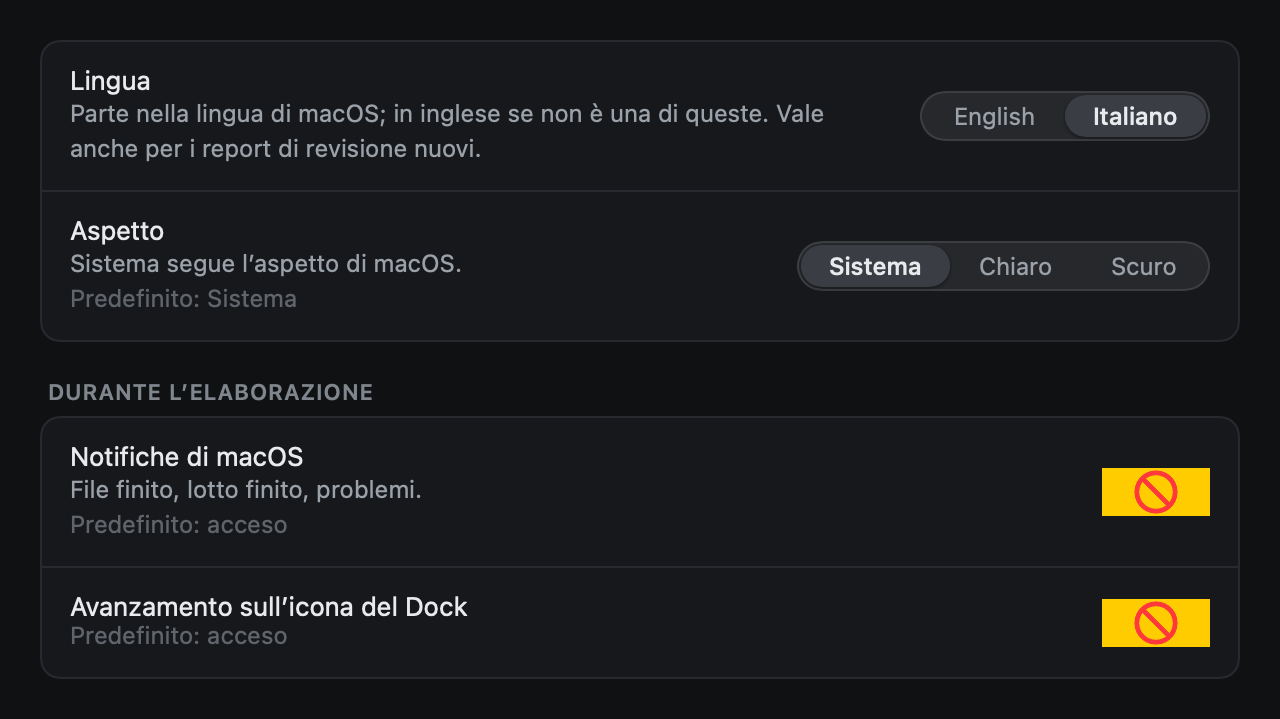 Lingua
Parte nella lingua di macOS; in inglese se non è una di queste. Vale
anche per i report di revisione nuovi.
English
Italiano
Aspetto
Sistema segue l’aspetto di macOS.
Predefinito: Sistema
Sistema
Chiaro
Scuro
DURANTE L’ELABORAZIONE
Notifiche di macOS
File finito, lotto finito, problemi.
Predefinito: acceso
Avanzamento sull’icona del Dock
Predefinito: acceso